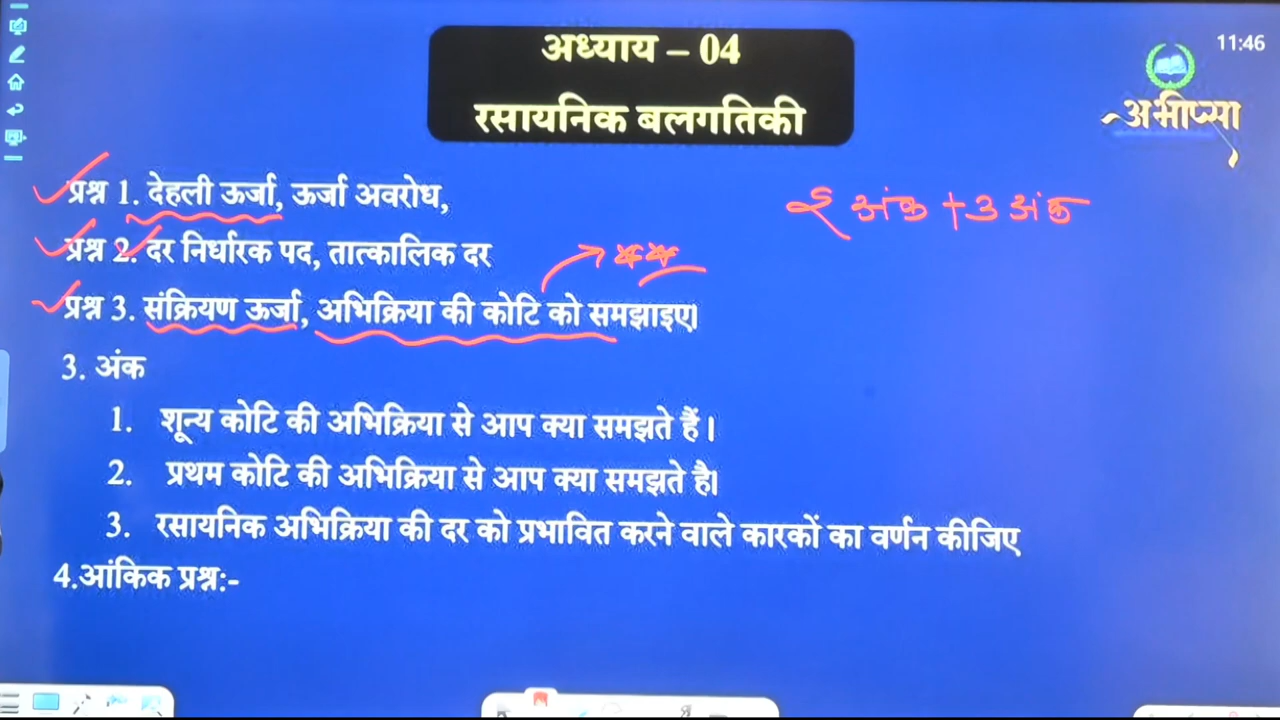 अध्याय – 04
रसायनिक बलगतिकी
11:46
अभीप्सा
प्रश्न 1. देहली ऊर्जा, ऊर्जा अवरोध,
२ अंक + 3 अंक
प्रश्न 2. दर निर्धारक पद, तात्कालिक दर
प्रश्न 3. संक्रियण ऊर्जा, अभिक्रिया की कोटि को समझाइए।
3. अंक
1. शून्य कोटि की अभिक्रिया से आप क्या समझते हैं।
2. प्रथम कोटि की अभिक्रिया से आप क्या समझते है।
3. रसायनिक अभिक्रिया की दर को प्रभावित करने वाले कारकों का वर्णन कीजिए
4.आंकिक प्रश्न:-